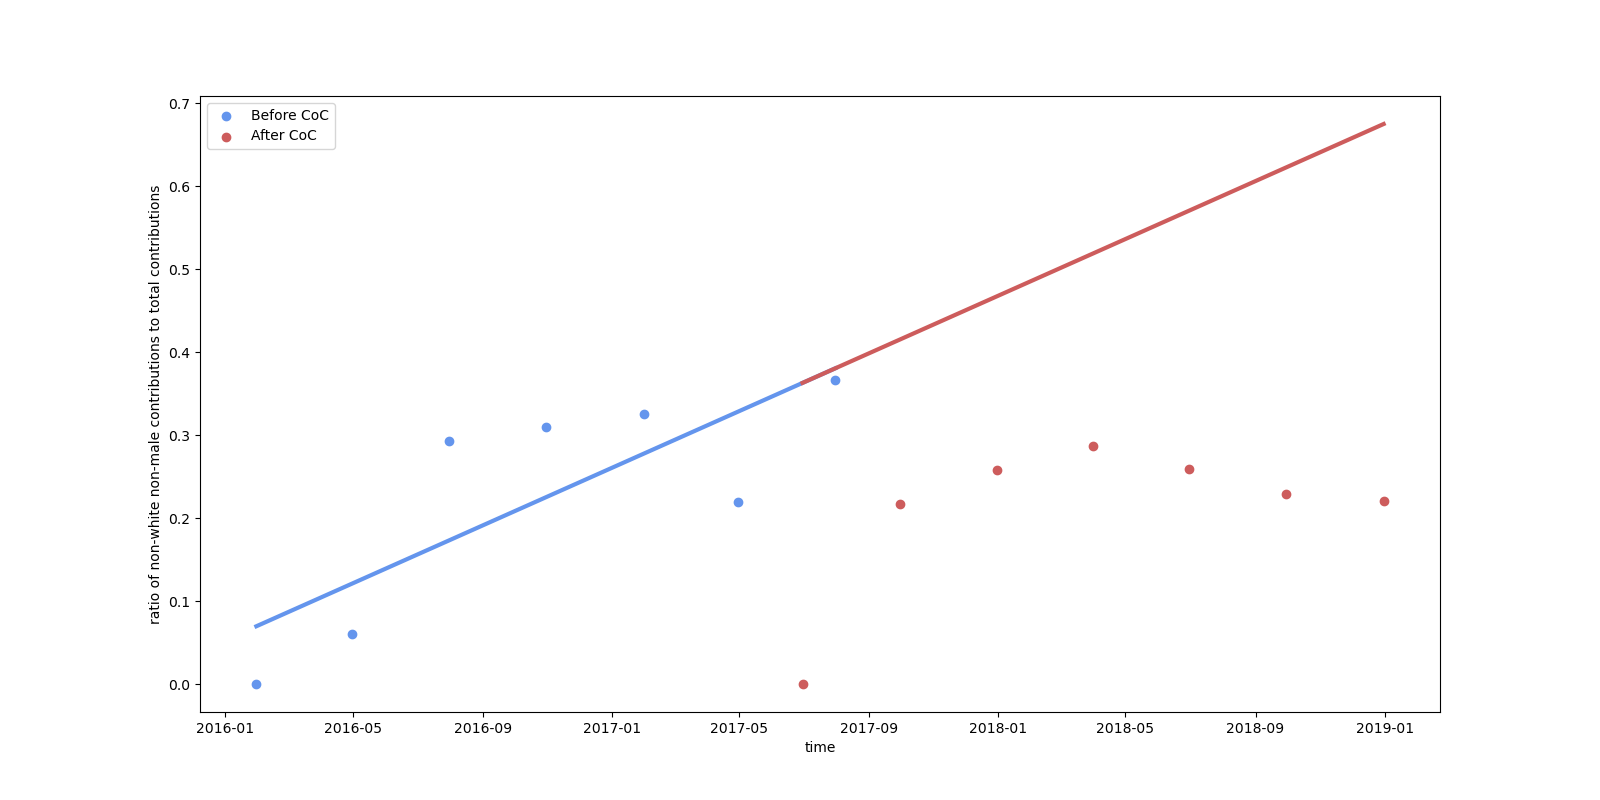 Before CoC
After CoC
ratio of non-white non-male contributions to total contributions
0.7
0.6
0.5
0.4
0.3
0.2
0.1
0.0
2016-01 2016-05 2016-09 2017-01 2017-05 2017-09 2018-01 2018-05 2018-09 2019-01
time